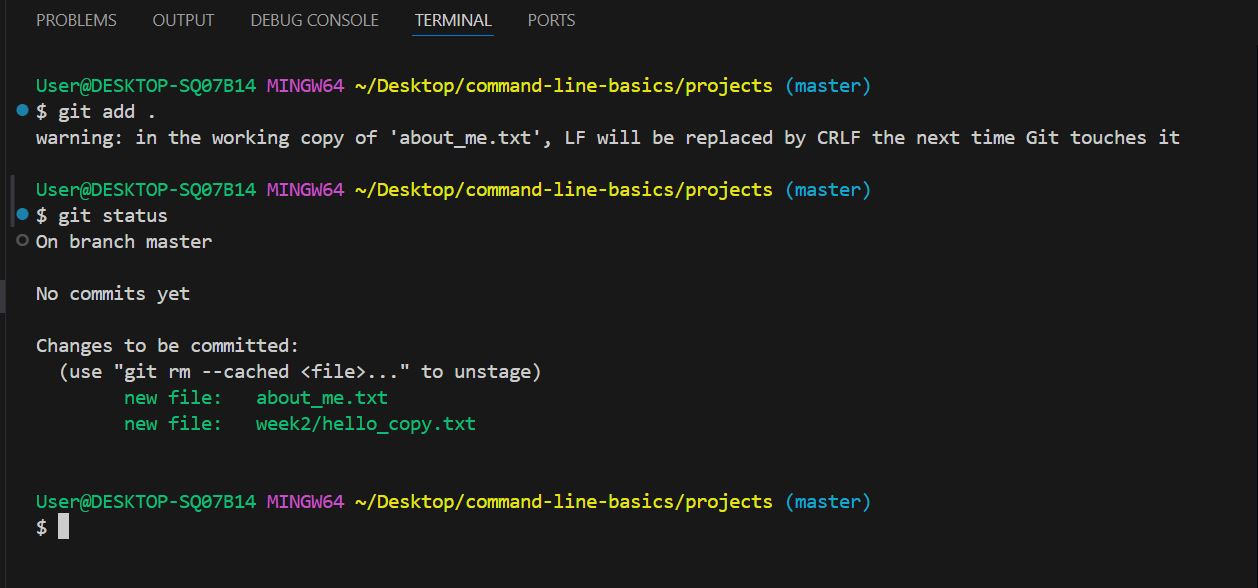 PROBLEMS OUTPUT DEBUG CONSOLE TERMINAL PORTS
User@DESKTOP-SQ07B14 MINGW64 ~/Desktop/command-line-basics/projects (master)
$ git add .
warning: in the working copy of 'about_me.txt', LF will be replaced by CRLF the next time Git touches it
User@DESKTOP-SQ07B14 MINGW64 ~/Desktop/command-line-basics/projects (master)
$ git status
On branch master
No commits yet
Changes to be committed:
(use "git rm --cached <file>..." to unstage)
new file: about_me.txt
new file: week2/hello_copy.txt
User@DESKTOP-SQ07B14 MINGW64 ~/Desktop/command-line-basics/projects (master)
$